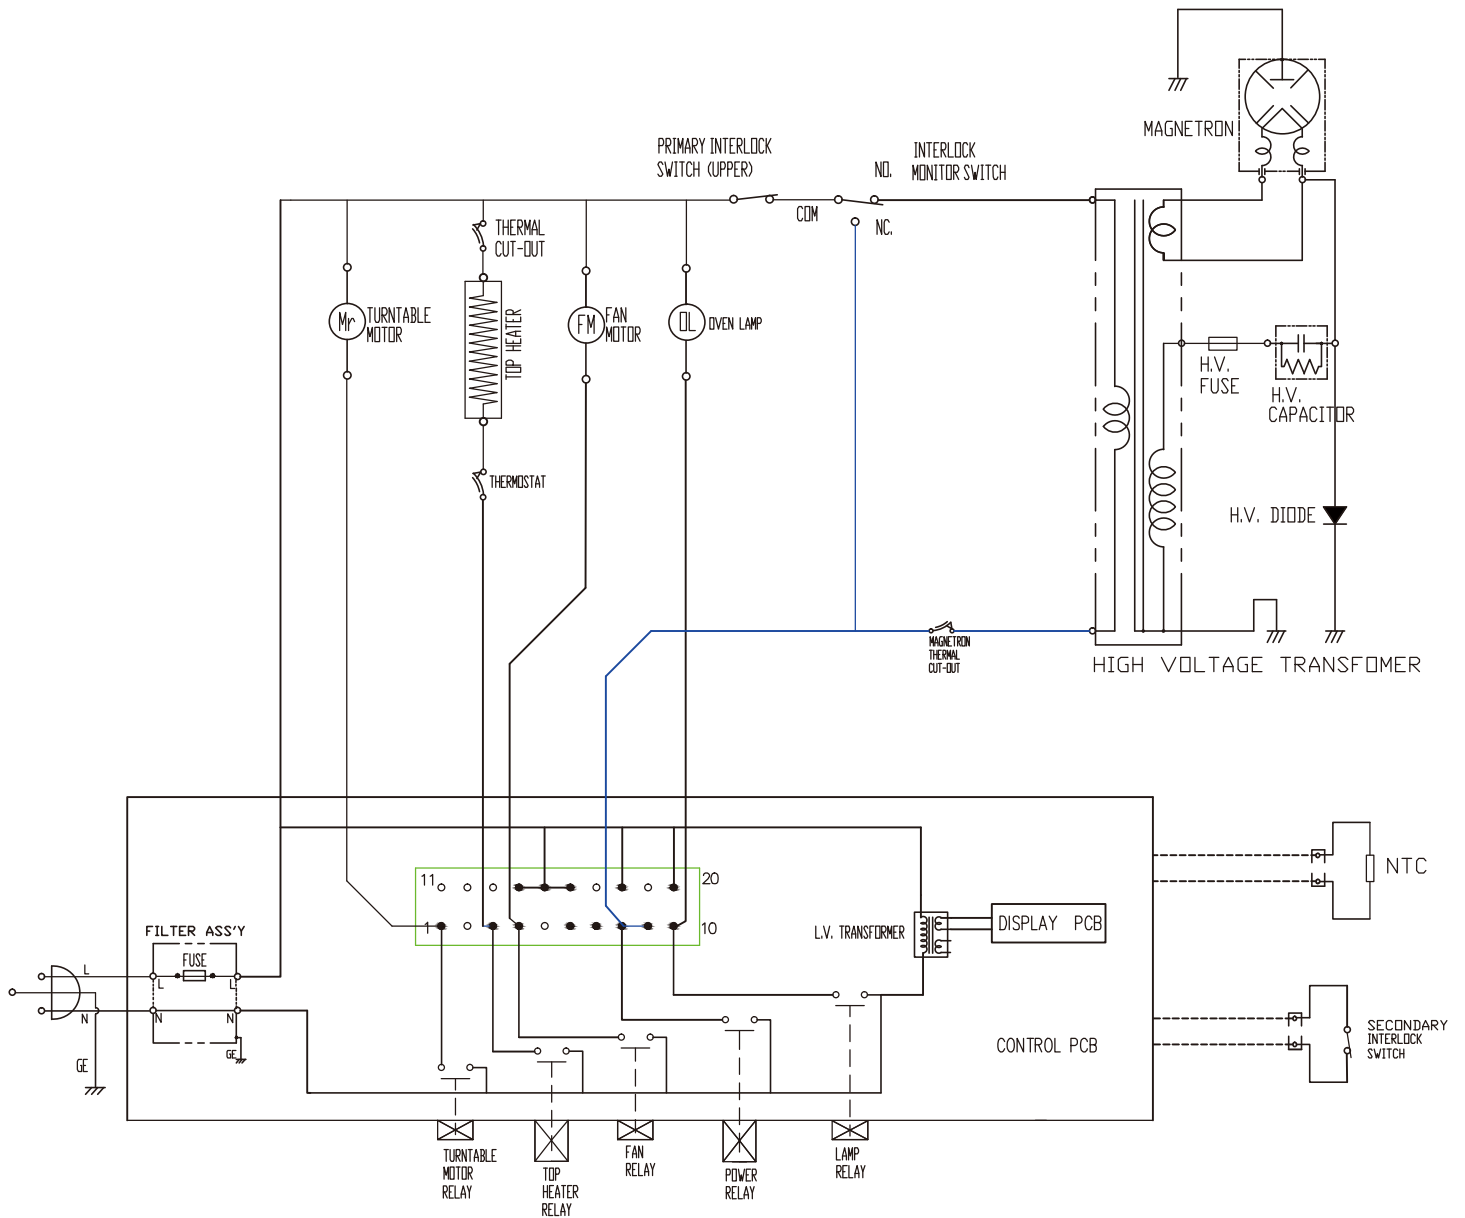 MAGNETRON
PRIMARY INTERLOCK
SWITCH (UPPER)
INTERLOCK
MONITOR SWITCH
NO.
COM
NC.
THERMAL
CUT-OUT
Mr
TURNTABLE
MOTOR
TOP HEATER
FM
FAN
MOTOR
OL
OVEN LAMP
H.V.
FUSE
H.V.
CAPACITOR
THERMOSTAT
H.V. DIODE
MAGNETRON
THERMAL
CUT-OUT
HIGH VOLTAGE TRANSFOMER
11
20
1
10
NTC
FILTER ASS'Y
FUSE
L
L
L
N
N
N
GE
GE
L.V. TRANSFORMER
DISPLAY PCB
CONTROL PCB
SECONDARY
INTERLOCK
SWITCH
TURNTABLE
MOTOR
RELAY
TOP
HEATER
RELAY
FAN
RELAY
POWER
RELAY
LAMP
RELAY